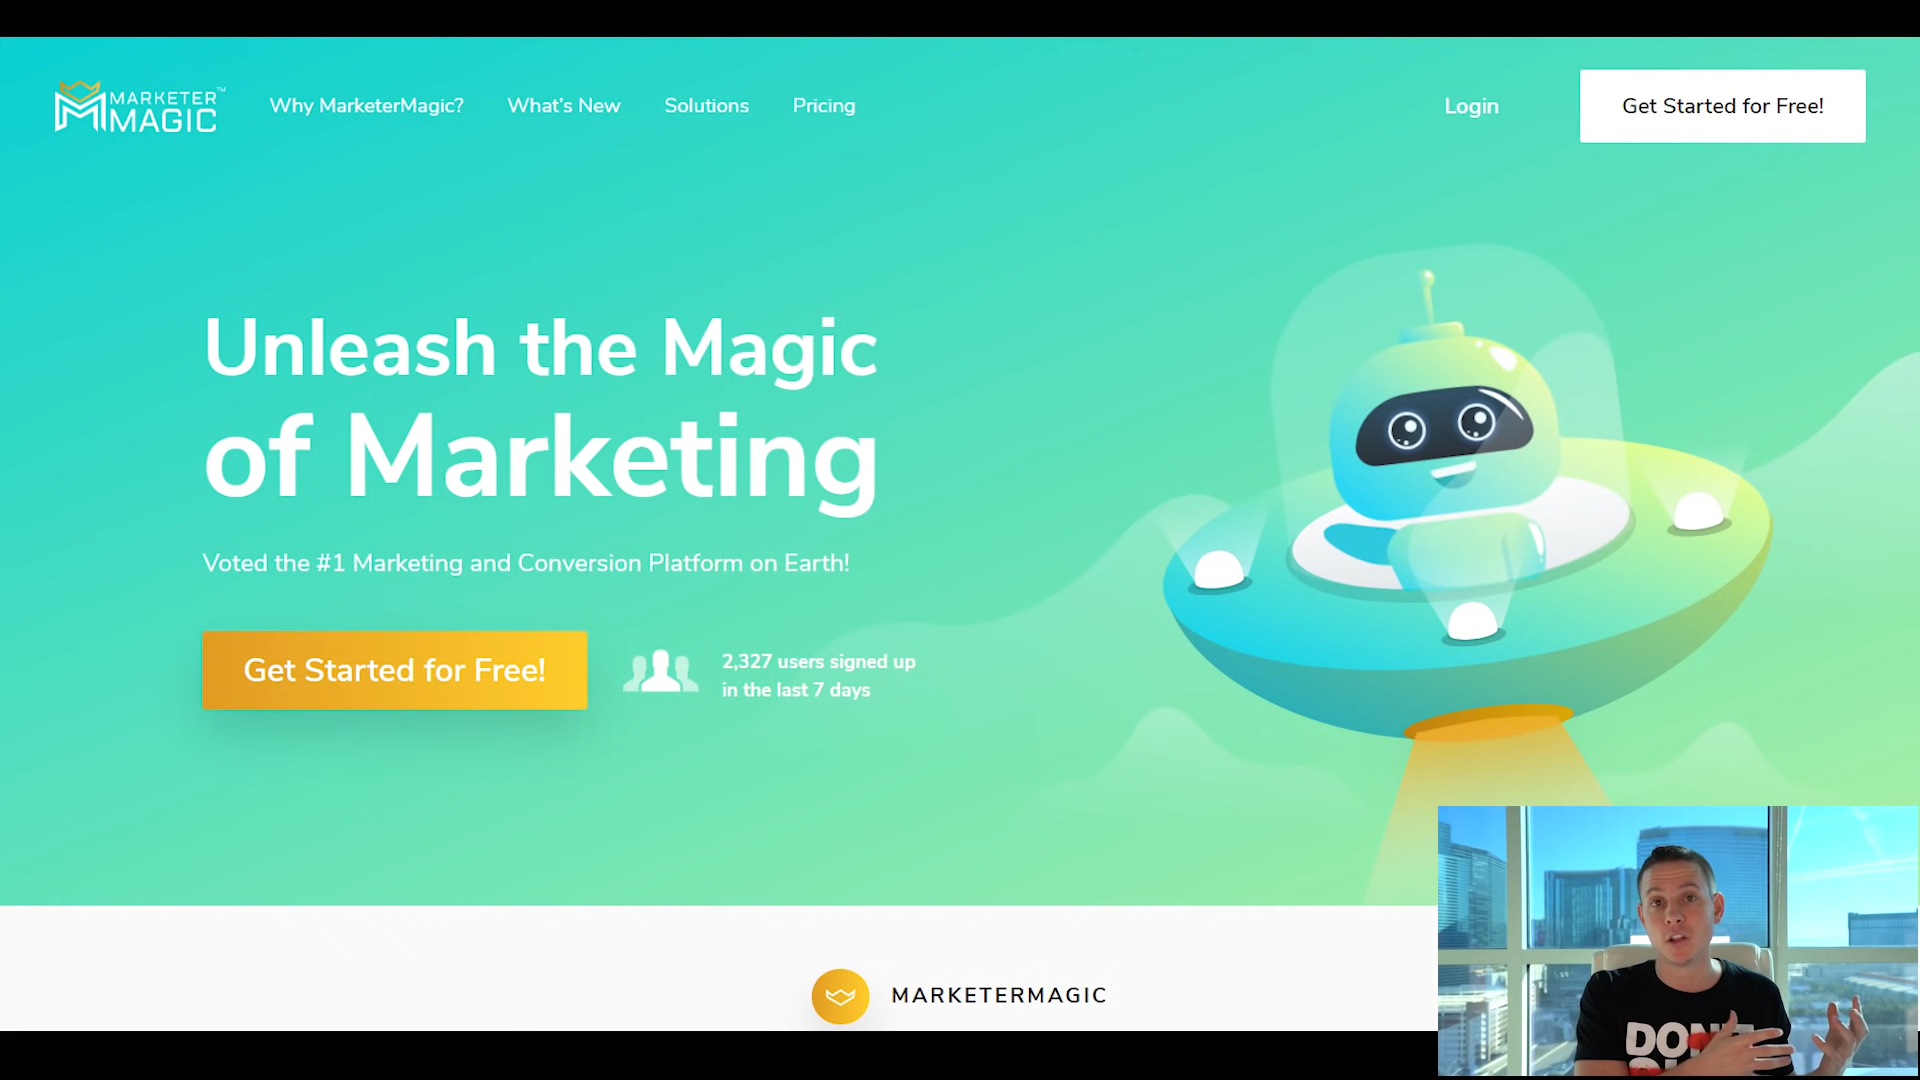 MARKETER™
MAGIC
Why MarketerMagic?
What's New
Solutions
Pricing
Login
Get Started for Free!
Unleash the Magic
of Marketing
Voted the #1 Marketing and Conversion Platform on Earth!
Get Started for Free!
2,327 users signed up
in the last 7 days
MARKETERMAGIC